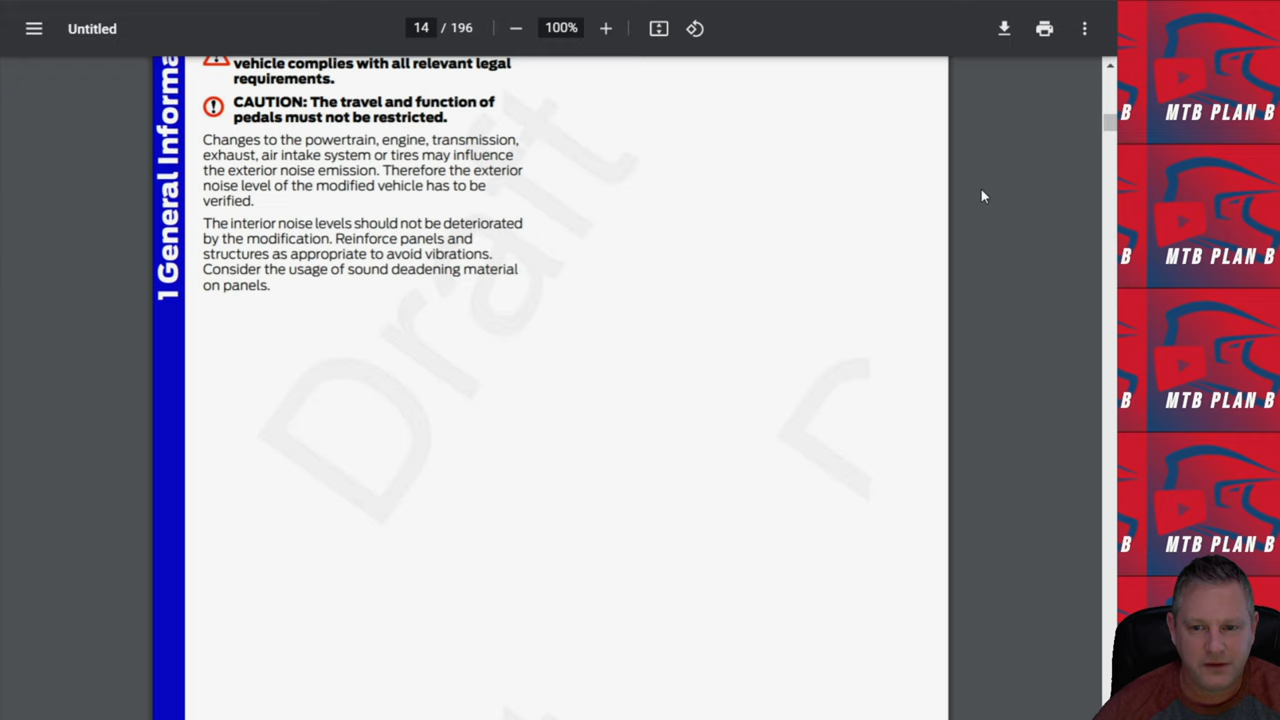 Untitled
14 / 196
100%
1 General Informa
vehicle complies with all relevant legal
requirements.
CAUTION: The travel and function of
pedals must not be restricted.
Changes to the powertrain, engine, transmission,
exhaust, air intake system or tires may influence
the exterior noise emission. Therefore the exterior
noise level of the modified vehicle has to be
verified.
The interior noise levels should not be deteriorated
by the modification. Reinforce panels and
structures as appropriate to avoid vibrations.
Consider the usage of sound deadening material
on panels.
Draft
D
B MTB PLAN B
B MTB PLAN B
B MTB PLAN B
B MTB PLAN B